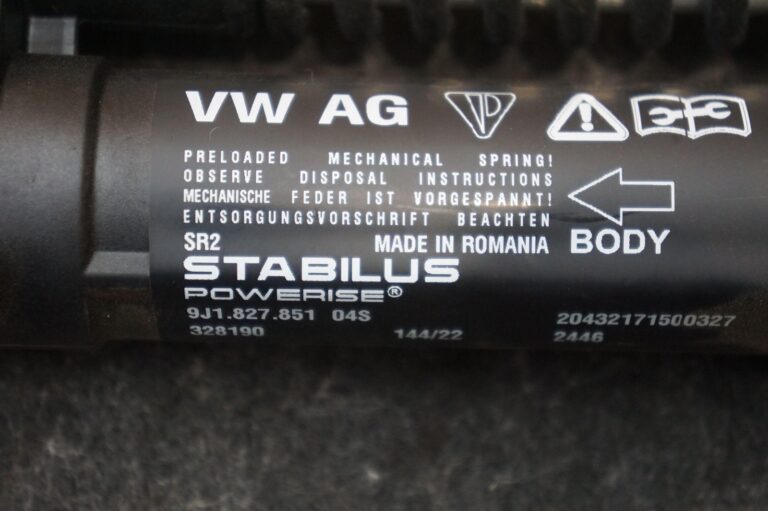 VW AG
PRELOADED MECHANICAL SPRING!
OBSERVE DISPOSAL INSTRUCTIONS
MECHANISCHE FEDER IST VORGESPANNT!
ENTSORGUNGSVORSCHRIFT BEACHTEN
SR2 MADE IN ROMANIA BODY
STABILUS
POWERISE®
9J1.827.851 04S 20432171500327
328190 144/22 2446